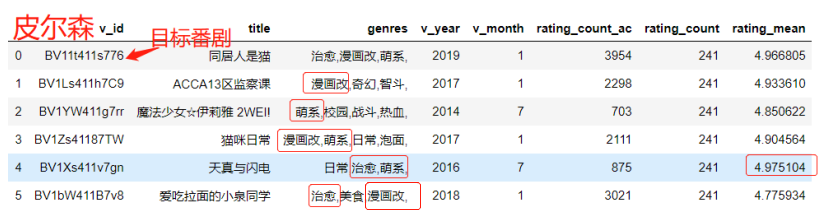 皮尔森
目标番剧
v_id title genres v_year v_month rating_count_ac rating_count rating_mean
0 BV11t411s776 同居人是猫 治愈,漫画改,萌系, 2019 1 3954 241 4.966805
1 BV1Ls411h7C9 ACCA13区监察课 漫画改,奇幻,智斗, 2017 1 2298 241 4.933610
2 BV1YW411g7rr 魔法少女☆伊莉雅 2WEI! 萌系,校园,战斗,热血, 2014 7 703 241 4.850622
3 BV1Zs41187TW 猫咪日常 漫画改,萌系,日常,泡面, 2017 1 2111 241 4.904564
4 BV1Xs411v7gn 天真与闪电 日常,治愈,萌系, 2016 7 875 241 4.975104
5 BV1bW411B7v8 爱吃拉面的小泉同学 治愈,美食,漫画改, 2018 1 3021 241 4.775934